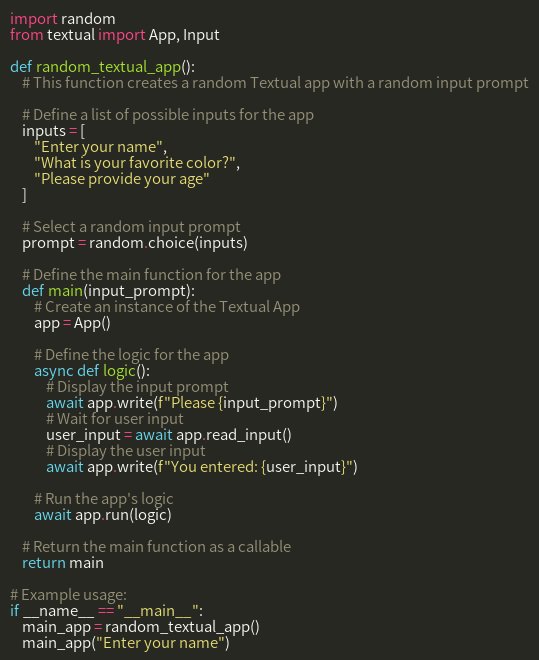 import random
from textual import App, Input

def random_textual_app():
    # This function creates a random Textual app with a random input prompt

    # Define a list of possible inputs for the app
    inputs = [
        "Enter your name",
        "What is your favorite color?",
        "Please provide your age"
    ]

    # Select a random input prompt
    prompt = random.choice(inputs)

    # Define the main function for the app
    def main(input_prompt):
        # Create an instance of the Textual App
        app = App()

        # Define the logic for the app
        async def logic():
            # Display the input prompt
            await app.write(f"Please {input_prompt}")
            # Wait for user input
            user_input = await app.read_input()
            # Display the user input
            await app.write(f"You entered: {user_input}")

        # Run the app's logic
        await app.run(logic)

    # Return the main function as a callable
    return main

# Example usage:
if __name__ == "__main__":
    main_app = random_textual_app()
    main_app("Enter your name")